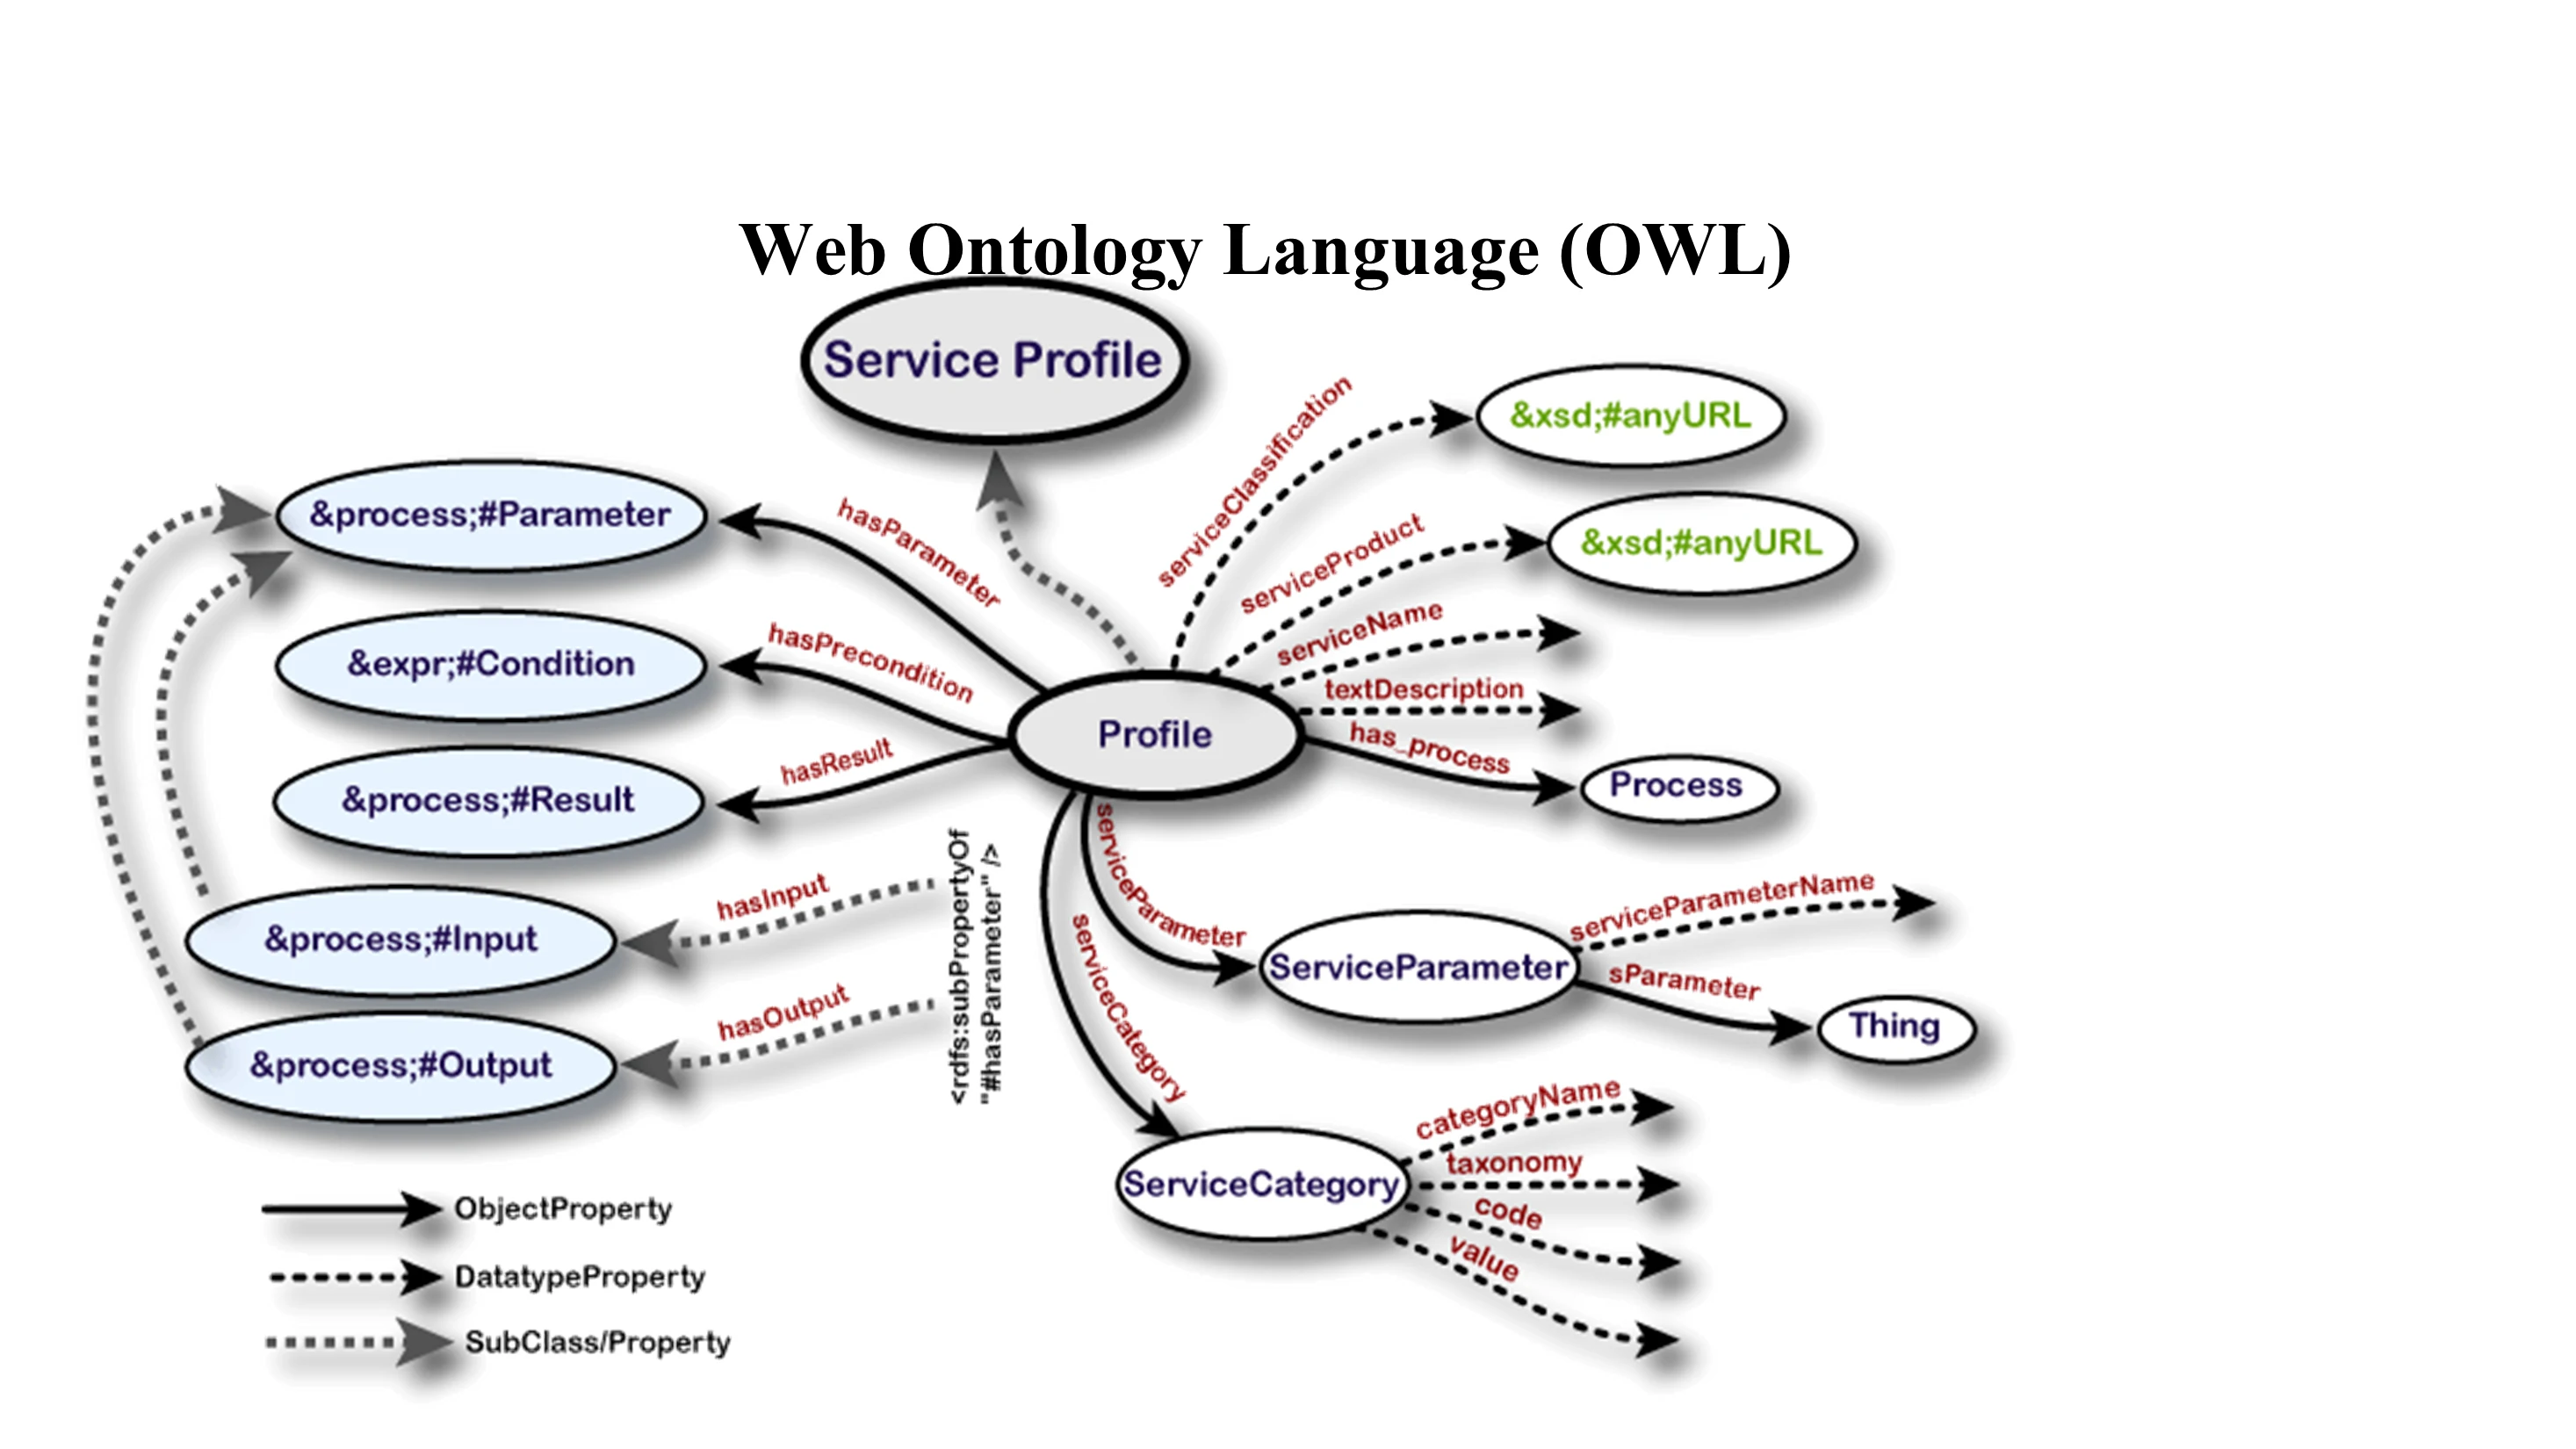 Web Ontology Language (OWL)
Service Profile
serviceClassification
&xsd;#anyURL
&process;#Parameter
hasParameter
serviceProduct
&xsd;#anyURL
&expr;#Condition
hasPrecondition
serviceName
textDescription
Profile
has_process
Process
&process;#Result
hasResult
serviceParameter
<rdfs:subPropertyOf
"#hasParameter" />
hasInput
&process;#Input
serviceCategory
serviceParameterName
ServiceParameter
sParameter
Thing
hasOutput
&process;#Output
categoryName
taxonomy
ServiceCategory
code
value
ObjectProperty
DatatypeProperty
SubClass/Property